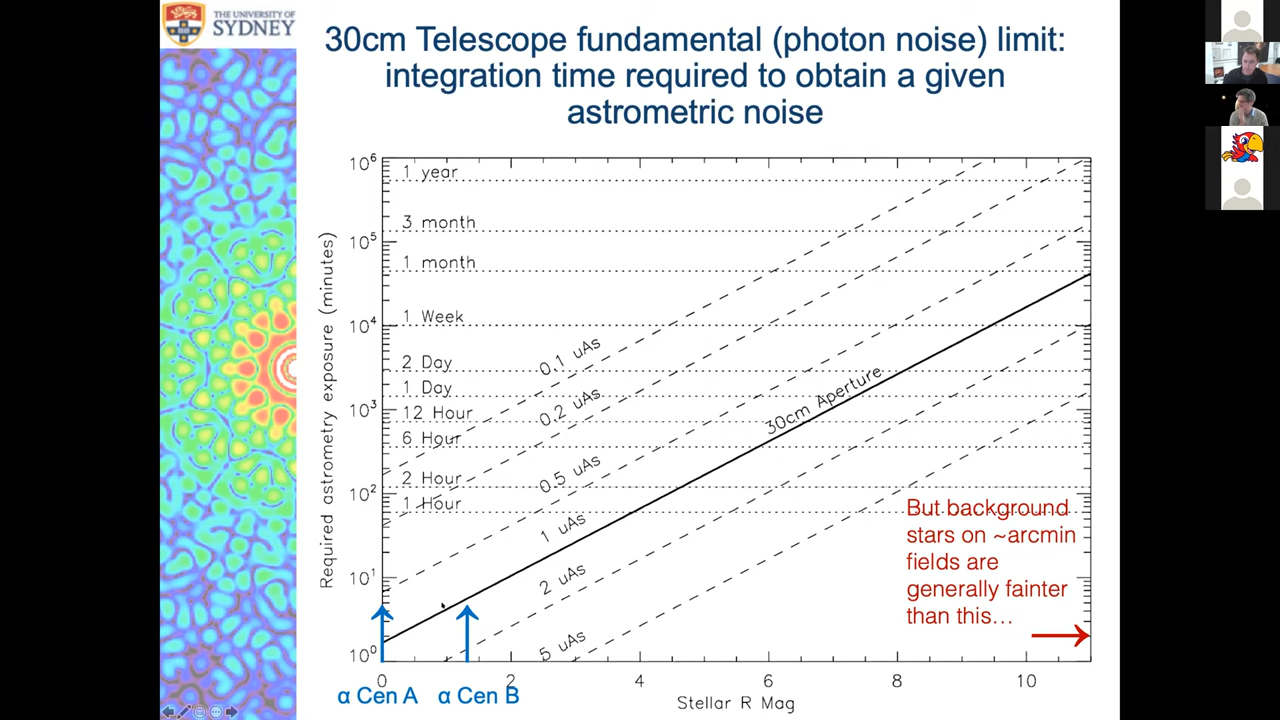 THE UNIVERSITY OF
SYDNEY
30cm Telescope fundamental (photon noise) limit:
integration time required to obtain a given
astrometric noise
Required astrometry exposure (minutes)
10^6
10^5
10^4
10^3
10^2
10^1
10^0
1 year
3 month
1 month
1 Week
2 Day
1 Day
12 Hour
6 Hour
2 Hour
1 Hour
0.1 uAs
0.2 uAs
0.5 uAs
1 uAs
2 uAs
5 uAs
30cm Aperture
But background
stars on ~arcmin
fields are
generally fainter
than this...
0 2 4 6 8 10
Stellar R Mag
α Cen A α Cen B